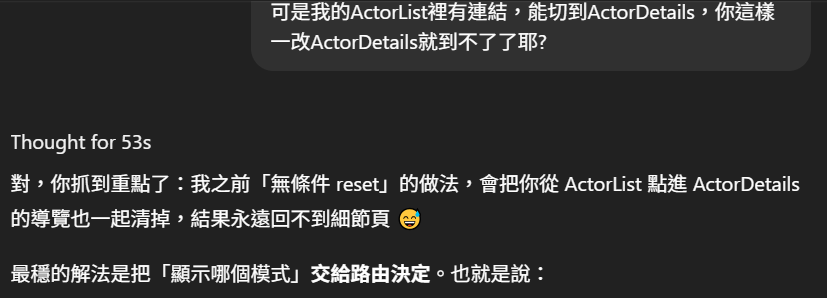 可是我的ActorList裡有連結，能切到ActorDetails，你這樣
一改ActorDetails就到不了了耶?
Thought for 53s
對，你抓到重點了：我之前「無條件 reset」的做法，會把你從 ActorList 點進 ActorDetails
的導覽也一起清掉，結果永遠回不到細節頁 😅
最穩的解法是把「顯示哪個模式」交給路由決定。也就是說：